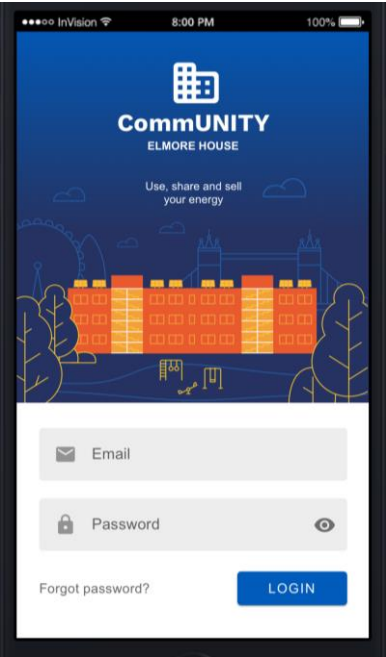 ●●●○○ InVision 8:00 PM 100%
CommUNITY
ELMORE HOUSE
Use, share and sell
your energy
Email
Password
Forgot password? LOGIN